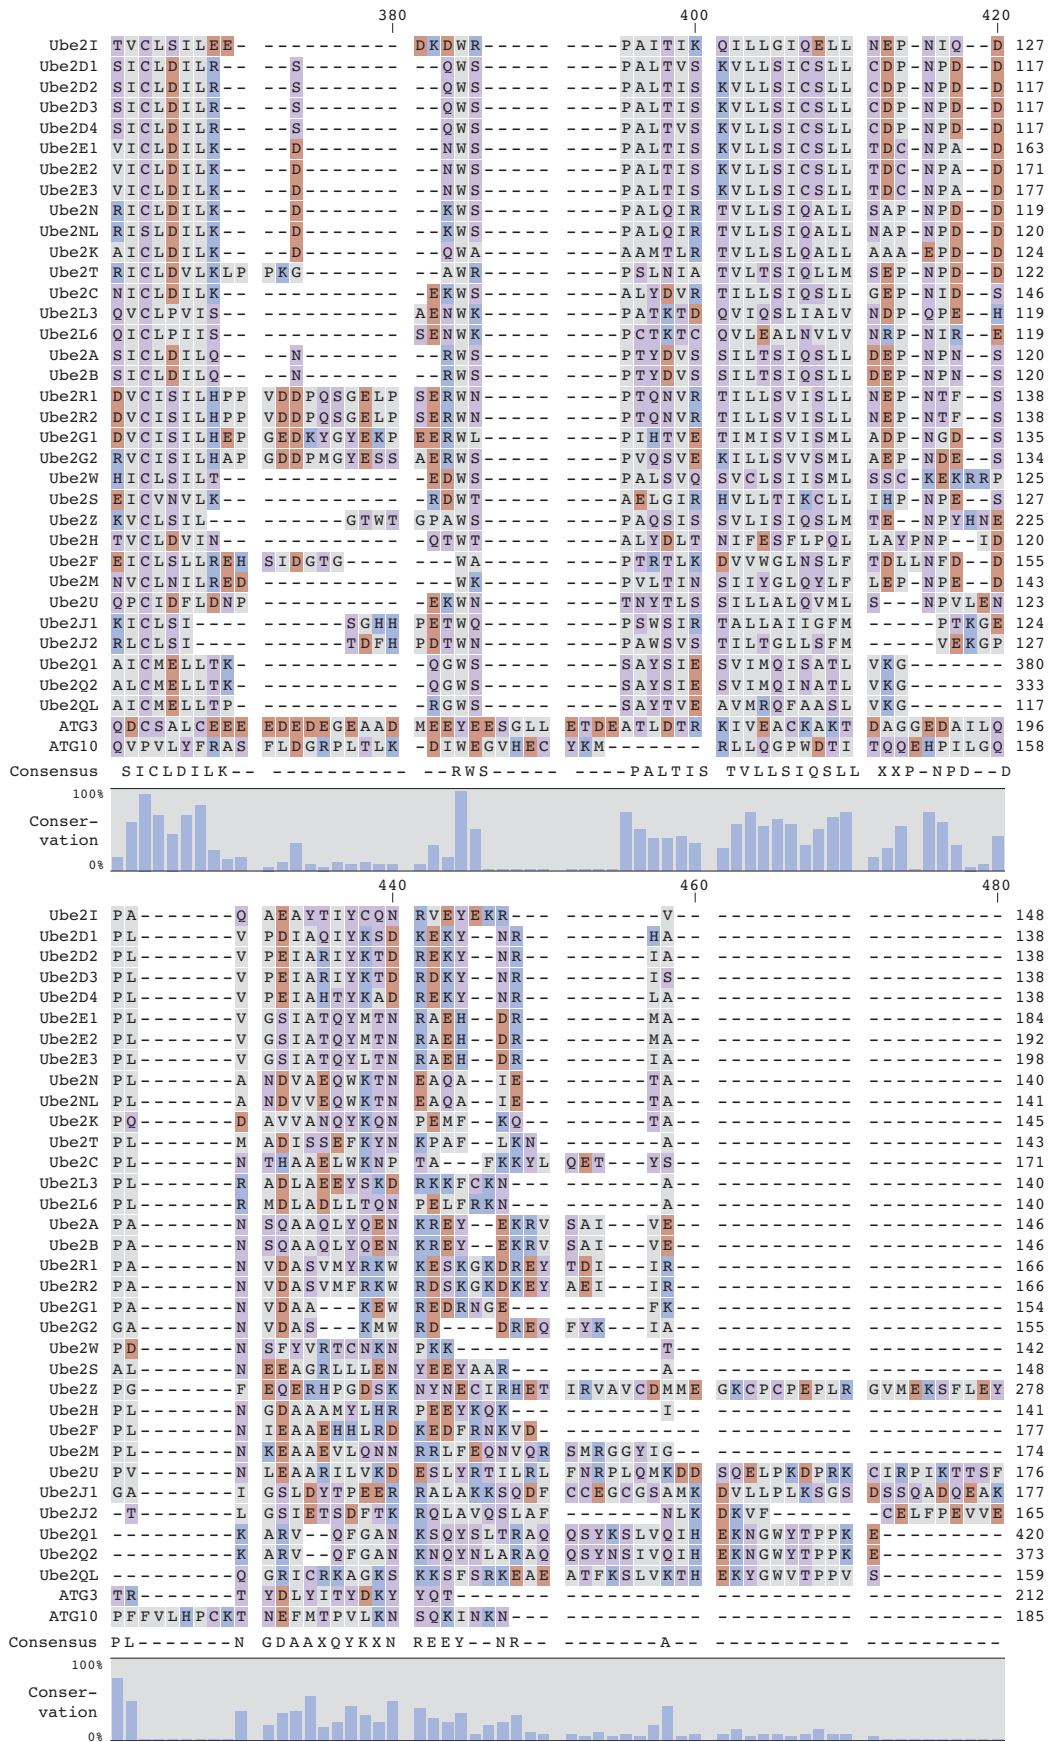 380 400 420
Ube2I TVCLSILEE- ---------- DKDWR----- ----PAITIK QILLGIQELL NEP-NIQ--D 127
Ube2D1 SICLDILR-- --S------- --QWS----- ----PALTVS KVLLSICSLL CDP-NPD--D 117
Ube2D2 SICLDILR-- --S------- --QWS----- ----PALTIS KVLLSICSLL CDP-NPD--D 117
Ube2D3 SICLDILR-- --S------- --QWS----- ----PALTIS KVLLSICSLL CDP-NPD--D 117
Ube2D4 SICLDILR-- --S------- --QWS----- ----PALTVS KVLLSICSLL CDP-NPD--D 117
Ube2E1 VICLDILK-- --D------- --NWS----- ----PALTIS KVLLSICSLL TDC-NPA--D 163
Ube2E2 VICLDILK-- --D------- --NWS----- ----PALTIS KVLLSICSLL TDC-NPA--D 171
Ube2E3 VICLDILK-- --D------- --NWS----- ----PALTIS KVLLSICSLL TDC-NPA--D 177
Ube2N RICLDILK-- --D------- --KWS----- ----PALQIR TVLLSIQALL SAP-NPD--D 119
Ube2NL RISLDILK-- --D------- --KWS----- ----PALQIR TVLLSIQALL NAP-NPD--D 120
Ube2K AICLDILK-- --D------- --QWA----- ----AAMTLR TVLLSLQALL AAA-EPD--D 124
Ube2T RICLDVLKLP PKG------- --AWR----- ----PSLNIA TVLTSIQLLM SEP-NPD--D 122
Ube2C NICLDILK-- ---------- -EKWS----- ----ALYDVR TILLSIQSLL GEP-NID--S 146
Ube2L3 QVCLPVIS-- ---------- AENWK----- ----PATKTD QVIQSLIALV NDP-QPE--H 119
Ube2L6 QICLPIIS-- ---------- SENWK----- ----PCTKTC QVLEALNVLV NRP-NIR--E 119
Ube2A SICLDILQ-- --N------- --RWS----- ----PTYDVS SILTSIQSLL DEP-NPN--S 120
Ube2B SICLDILQ-- --N------- --RWS----- ----PTYDVS SILTSIQSLL DEP-NPN--S 120
Ube2R1 DVCISILHPP VDDPQSGELP SERWN----- ----PTQNVR TILLSVISLL NEP-NTF--S 138
Ube2R2 DVCISILHPP VDDPQSGELP SERWN----- ----PTQNVR TILLSVISLL NEP-NTF--S 138
Ube2G1 DVCISILHEP GEDKYGYEKP EERWL----- ----PIHTVE TIMISVISML ADP-NGD--S 135
Ube2G2 RVCISILHAP GDDPMGYESS AERWS----- ----PVQSVE KILLSVVSML AEP-NDE--S 134
Ube2W HICLSILT-- ---------- -EDWS----- ----PALSVQ SVCLSIISML SSC-KEKRRP 125
Ube2S EICVNVLK-- ---------- -RDWT----- ----AELGIR HVLLTIKCLL IHP-NPE--S 127
Ube2Z KVCLSIL--- ------GTWT GPAWS----- ----PAQSIS SVLISIQSLM TE--NPYHNE 225
Ube2H TVCLDVIN-- ---------- -QTWT----- ----ALYDLT NIFESFLPQL LAYPNP--ID 120
Ube2F EICLSLLREH SIDGTG---- ---WA----- ----PTRTLK DVVWGLNSLF TDLLNFD--D 155
Ube2M NVCLNILRED ---------- ---WK----- ----PVLTIN SIIYGLQYLF LEP-NPE--D 143
Ube2U QPCIDFLDNP ---------- -EKWN----- ----TNYTLS SILLALQVML S---NPVLEN 123
Ube2J1 KICLSI---- ------SGHH PETWQ----- ----PSWSIR TALLAIIGFM -----PTKGE 124
Ube2J2 RLCLSI---- ------TDFH PDTWN----- ----PAWSVS TILTGLLSFM -----VEKGP 127
Ube2Q1 AICMELLTK- ---------- -QGWS----- ----SAYSIE SVIMQISATL VKG------- 380
Ube2Q2 ALCMELLTK- ---------- -QGWS----- ----SAYSIE SVIMQINATL VKG------- 333
Ube2QL AICMELLTP- ---------- -RGWS----- ----SAYTVE AVMRQFAASL VKG------- 117
ATG3 QDCSALCEEE EDEDEGEAAD MEEYEESGLL ETDEATLDTR KIVEACKAKT DAGGEDAILQ 196
ATG10 QVPVLYFRAS FLDGRPLTLK -DIWEGVHEC YKM------- RLLQGPWDTI TQQEHPILGQ 158
Consensus SICLDILK-- ---------- --RWS----- ----PALTIS TVLLSIQSLL XXP-NPD--D
100%
Conser-
vation
0%
440 460 480
Ube2I PA-------Q AEAYTIYCQN RVEYEKR--- -------V-- ---------- ---------- 148
Ube2D1 PL-------V PDIAQIYKSD KEKY--NR-- ------HA-- ---------- ---------- 138
Ube2D2 PL-------V PEIARIYKTD REKY--NR-- ------IA-- ---------- ---------- 138
Ube2D3 PL-------V PEIARIYKTD RDKY--NR-- ------IS-- ---------- ---------- 138
Ube2D4 PL-------V PEIAHTYKAD REKY--NR-- ------LA-- ---------- ---------- 138
Ube2E1 PL-------V GSIATQYMTN RAEH--DR-- ------MA-- ---------- ---------- 184
Ube2E2 PL-------V GSIATQYMTN RAEH--DR-- ------MA-- ---------- ---------- 192
Ube2E3 PL-------V GSIATQYLTN RAEH--DR-- ------IA-- ---------- ---------- 198
Ube2N PL-------A NDVAEQWKTN EAQA--IE-- ------TA-- ---------- ---------- 140
Ube2NL PL-------A NDVVEQWKTN EAQA--IE-- ------TA-- ---------- ---------- 141
Ube2K PQ-------D AVVANQYKQN PEMF--KQ-- ------TA-- ---------- ---------- 145
Ube2T PL-------M ADISSEFKYN KPAF--LKN- -------A-- ---------- ---------- 143
Ube2C PL-------N THAAELWKNP TA---FKKYL QET---YS-- ---------- ---------- 171
Ube2L3 PL-------R ADLAEEYSKD RKKFCKN--- -------A-- ---------- ---------- 140
Ube2L6 PL-------R MDLADLLTQN PELFRKN--- -------A-- ---------- ---------- 140
Ube2A PA-------N SQAAQLYQEN KREY--EKRV SAI---VE-- ---------- ---------- 146
Ube2B PA-------N SQAAQLYQEN KREY--EKRV SAI---VE-- ---------- ---------- 146
Ube2R1 PA-------N VDASVMYRKW KESKGKDREY TDI---IR-- ---------- ---------- 166
Ube2R2 PA-------N VDASVMFRKW RDSKGKDKEY AEI---IR-- ---------- ---------- 166
Ube2G1 PA-------N VDAA---KEW REDRNGE--- ------FK-- ---------- ---------- 154
Ube2G2 GA-------N VDAS---KMW RD----DREQ FYK---IA-- ---------- ---------- 155
Ube2W PD-------N SFYVRTCNKN PKK------- -------T-- ---------- ---------- 142
Ube2S AL-------N EEAGRLLLEN YEEYAAR--- -------A-- ---------- ---------- 148
Ube2Z PG-------F EQERHPGDSK NYNECIRHET IRVAVCDMME GKCPCPEPLR GVMEKSFLEY 278
Ube2H PL-------N GDAAAMYLHR PEEYKQK--- -------I-- ---------- ---------- 141
Ube2F PL-------N IEAAEHHLRD KEDFRNKVD- ---------- ---------- ---------- 177
Ube2M PL-------N KEAAEVLQNN RRLFEQNVQR SMRGGYIG-- ---------- ---------- 174
Ube2U PV-------N LEAARILVKD ESLYRTILRL FNRPLQMKDD SQELPKDPRK CIRPIKTTSF 176
Ube2J1 GA-------I GSLDYTPEER RALAKKSQDF CCEGCGSAMK DVLLPLKSGS DSSQADQEAK 177
Ube2J2 -T-------L GSIETSDFTK RQLAVQSLAF -------NLK DKVF------ -CELFPEVVE 165
Ube2Q1 ---------K ARV--QFGAN KSQYSLTRAQ QSYKSLVQIH EKNGWYTPPK E--------- 420
Ube2Q2 ---------K ARV--QFGAN KNQYNLARAQ QSYNSIVQIH EKNGWYTPPK E--------- 373
Ube2QL ---------Q GRICRKAGKS KKSFSRKEAE ATFKSLVKTH EKYGWVTPPV S--------- 159
ATG3 TR-------T YDLYITYDKY YQT------- ---------- ---------- ---------- 212
ATG10 PFFVLHPCKT NEFMTPVLKN SQKINKN--- ---------- ---------- ---------- 185
Consensus PL-------N GDAAXQYKXN REEY--NR-- -------A-- ---------- ----------
100%
Conser-
vation
0%